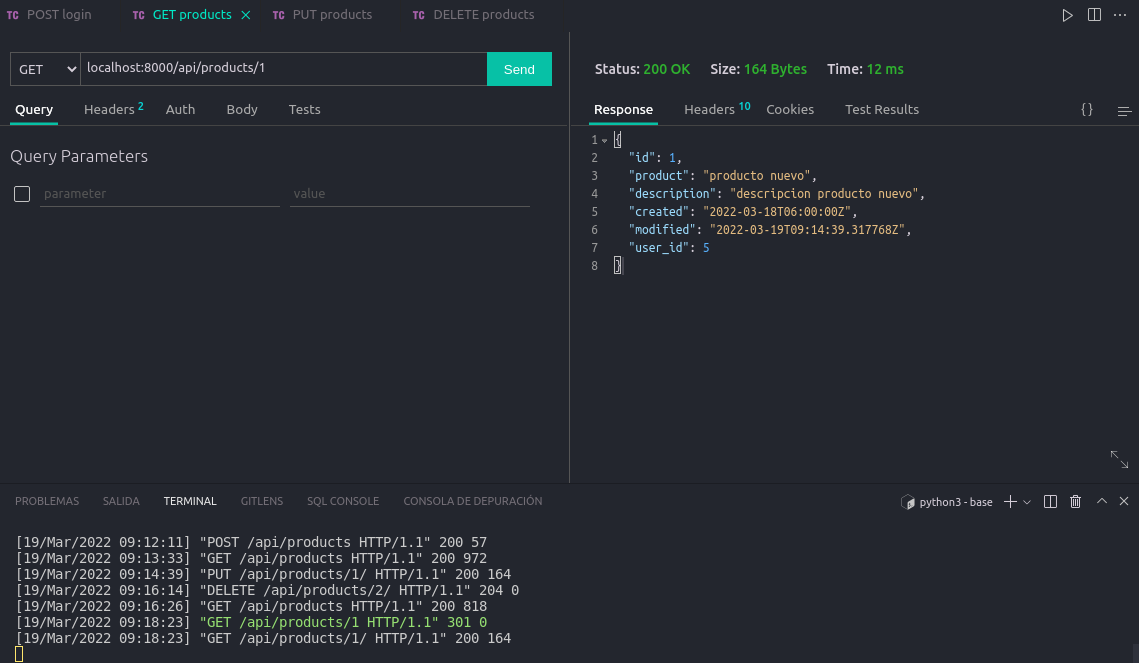 TC POST login TC GET products TC PUT products TC DELETE products
GET localhost:8000/api/products/1 Send
Status: 200 OK Size: 164 Bytes Time: 12 ms
Query Headers 2 Auth Body Tests
Response Headers 10 Cookies Test Results {}
Query Parameters
parameter value
1 {
2 "id": 1,
3 "product": "producto nuevo",
4 "description": "descripcion producto nuevo",
5 "created": "2022-03-18T06:00:00Z",
6 "modified": "2022-03-19T09:14:39.317768Z",
7 "user_id": 5
8 }
PROBLEMAS SALIDA TERMINAL GITLENS SQL CONSOLE CONSOLA DE DEPURACIÓN python3 - base
[19/Mar/2022 09:12:11] "POST /api/products HTTP/1.1" 200 57
[19/Mar/2022 09:13:33] "GET /api/products HTTP/1.1" 200 972
[19/Mar/2022 09:14:39] "PUT /api/products/1/ HTTP/1.1" 200 164
[19/Mar/2022 09:16:14] "DELETE /api/products/2/ HTTP/1.1" 204 0
[19/Mar/2022 09:16:26] "GET /api/products HTTP/1.1" 200 818
[19/Mar/2022 09:18:23] "GET /api/products/1 HTTP/1.1" 301 0
[19/Mar/2022 09:18:23] "GET /api/products/1/ HTTP/1.1" 200 164